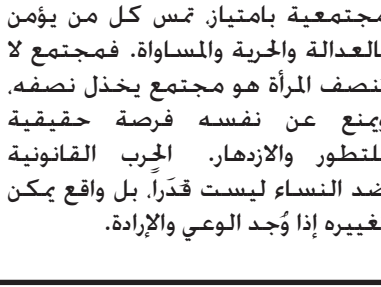 مجتمعية بامتياز، تمس كل من يؤمن
بالعدالة والحرية والمساواة. فمجتمع لا
ينصف المرأة هو مجتمع يخذل نصفه،
ويمنع عن نفسه فرصة حقيقية
للتطور والازدهار. الحرب القانونية
ضد النساء ليست قدَراً، بل واقع يمكن
تغييره إذا وُجد الوعي والإرادة.